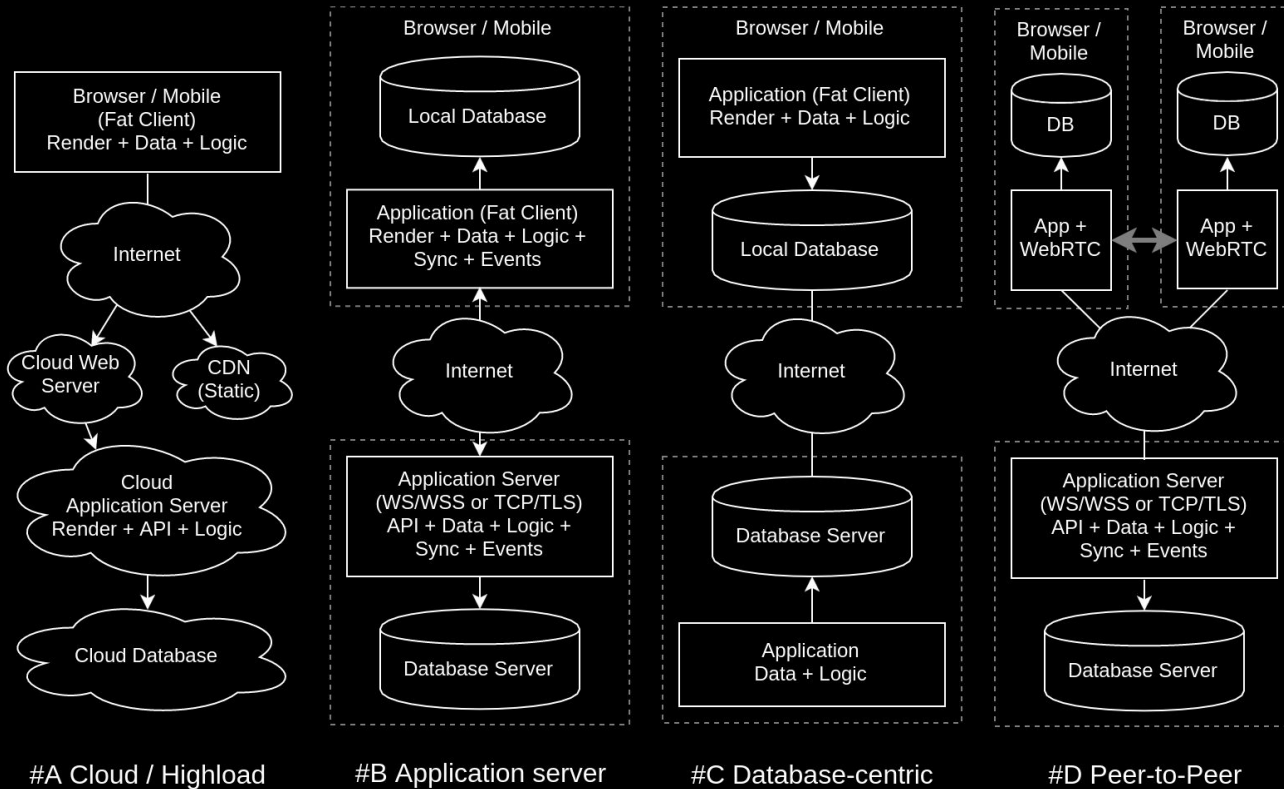 Browser / Mobile
(Fat Client)
Render + Data + Logic
Internet
Cloud Web
Server
CDN
(Static)
Cloud
Application Server
Render + API + Logic
Cloud Database
#A Cloud / Highload
Browser / Mobile
Local Database
Application (Fat Client)
Render + Data + Logic +
Sync + Events
Internet
Application Server
(WS/WSS or TCP/TLS)
API + Data + Logic +
Sync + Events
Database Server
#B Application server
Browser / Mobile
Application (Fat Client)
Render + Data + Logic
Local Database
Internet
Database Server
Application
Data + Logic
#C Database-centric
Browser /
Mobile
DB
App +
WebRTC
Browser /
Mobile
DB
App +
WebRTC
Internet
Application Server
(WS/WSS or TCP/TLS)
API + Data + Logic +
Sync + Events
Database Server
#D Peer-to-Peer